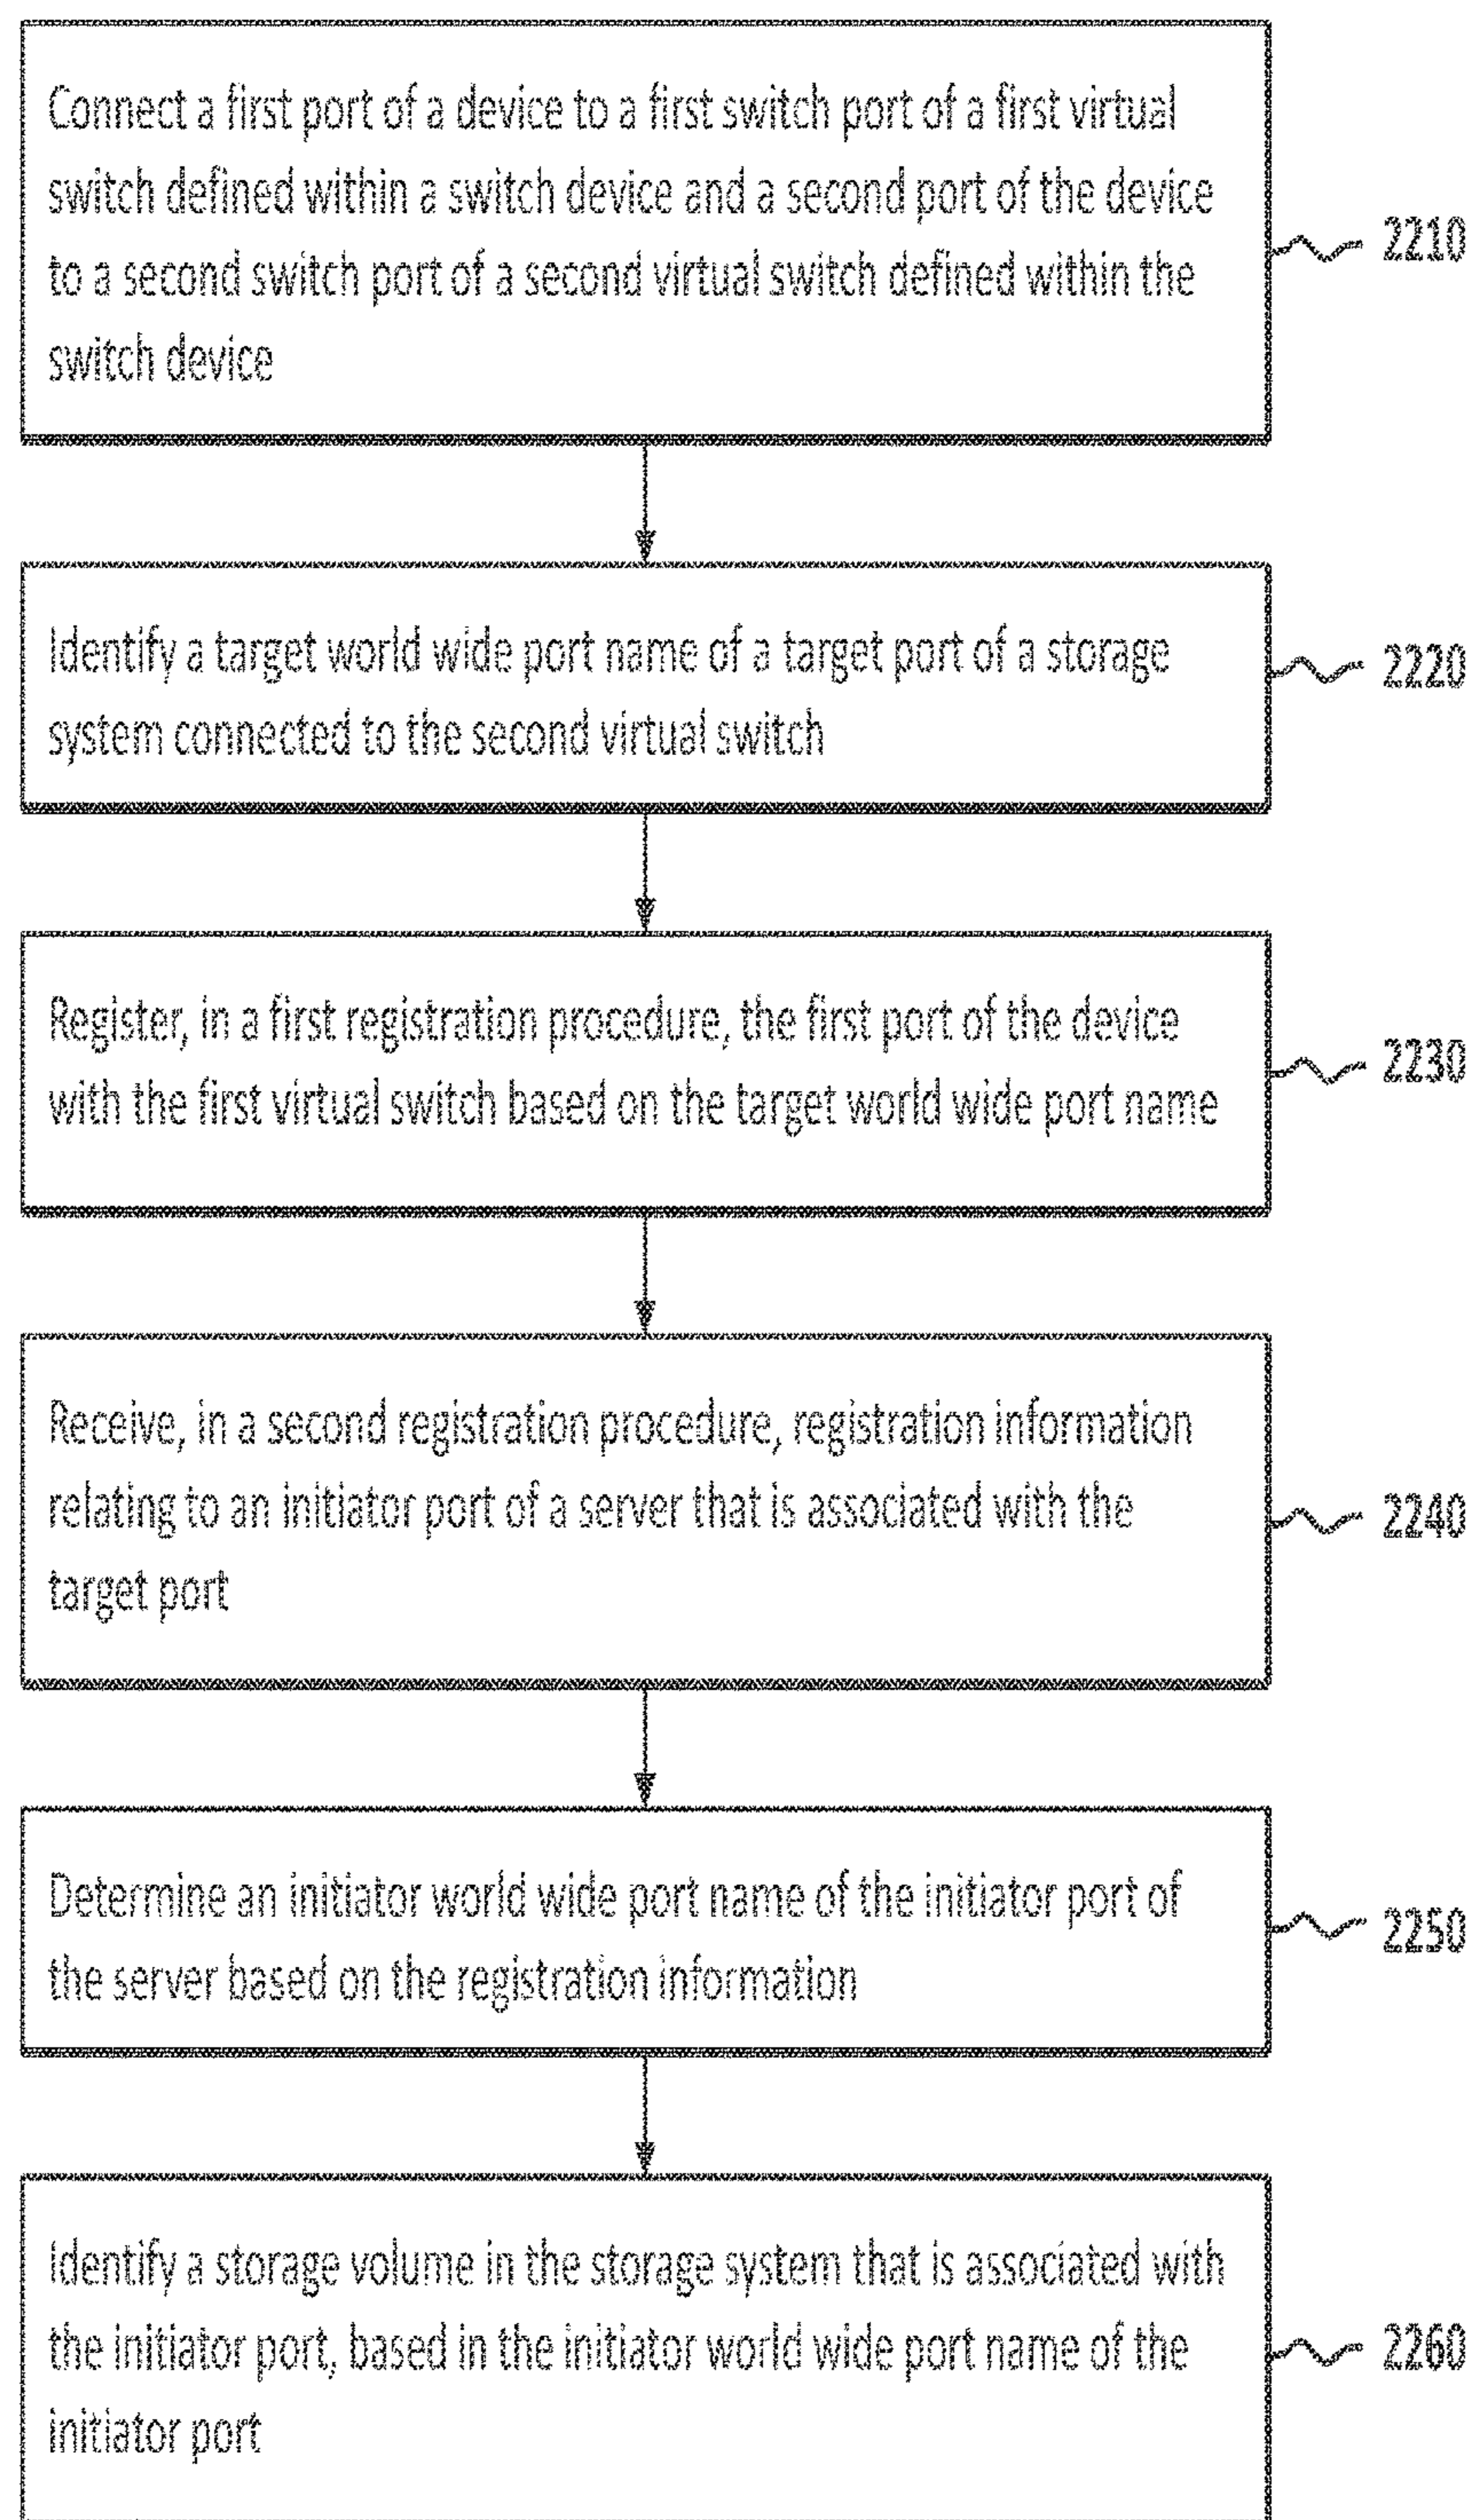 Connect a first port of a device to a first switch port of a first virtual
switch defined within a switch device and a second port of the device
to a second switch port of a second virtual switch defined within the
switch device
2210
Identify a target world wide port name of a target port of a storage
system connected to the second virtual switch
2220
Register, in a first registration procedure, the first port of the device
with the first virtual switch based on the target world wide port name
2230
Receive, in a second registration procedure, registration information
relating to an initiator port of a server that is associated with the
target port
2240
Determine an initiator world wide port name of the initiator port of
the server based on the registration information
2250
Identify a storage volume in the storage system that is associated with
the initiator port, based in the initiator world wide port name of the
initiator port
2260